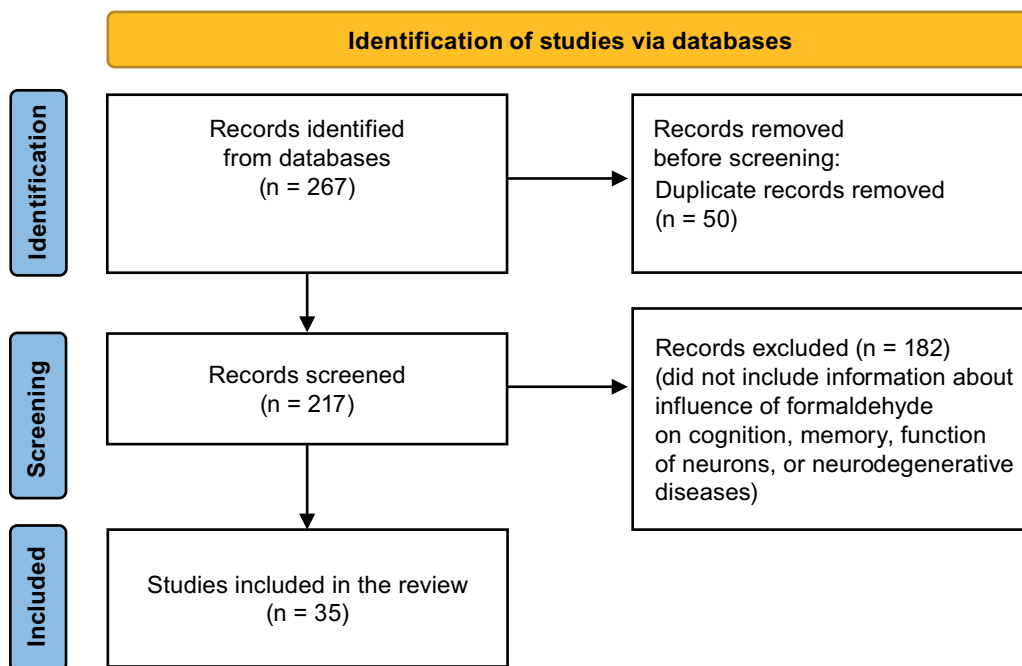 Identification of studies via databases
Identification
Records identified
from databases
(n = 267)
Records removed
before screening:
Duplicate records removed
(n = 50)
Screening
Records screened
(n = 217)
Records excluded (n = 182)
(did not include information about
influence of formaldehyde
on cognition, memory, function
of neurons, or neurodegenerative
diseases)
Included
Studies included in the review
(n = 35)